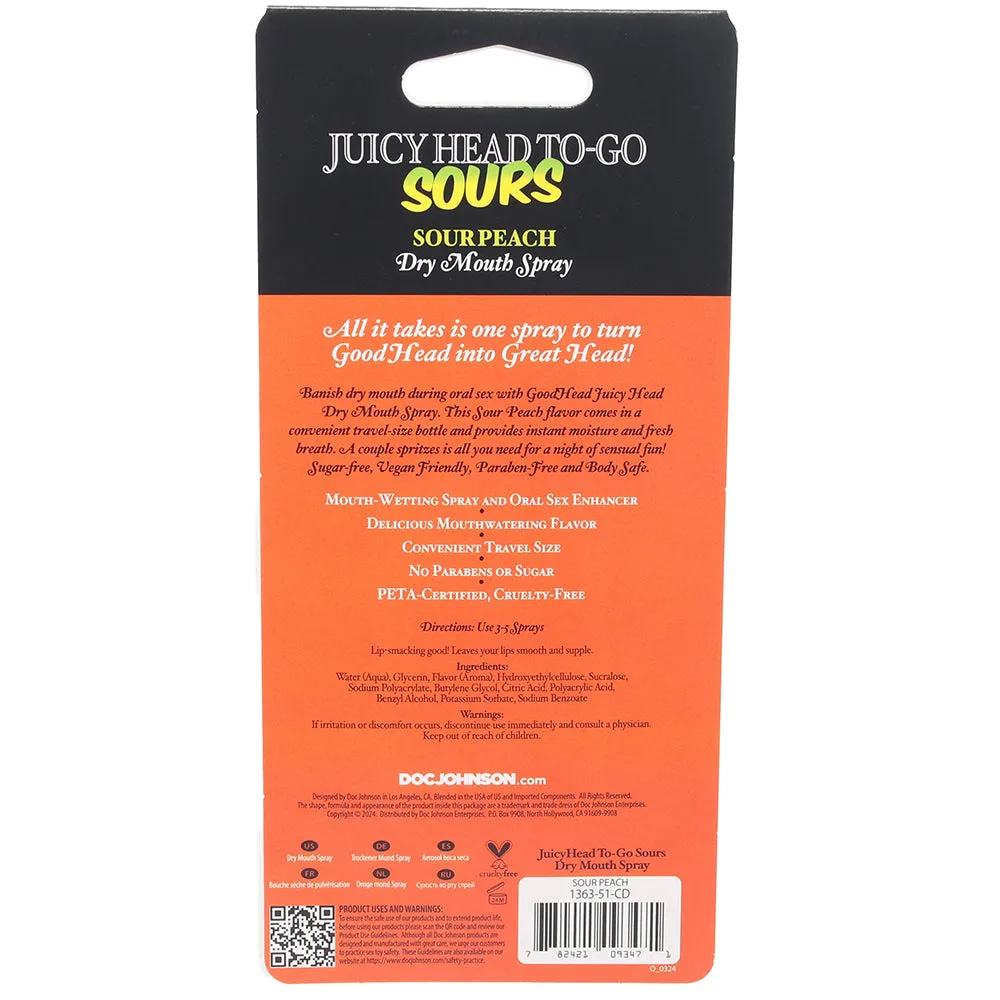 JUICY HEAD TO-GO
SOURS
SOUR PEACH
Dry Mouth Spray
All it takes is one spray to turn
GoodHead into Great Head!
Banish dry mouth during oral sex with GoodHead Juicy Head
Dry Mouth Spray. This Sour Peach flavor comes in a
convenient travel-size bottle and provides instant moisture and fresh
breath. A couple spritzes is all you need for a night of sensual fun!
Sugar-free, Vegan Friendly, Paraben-Free and Body Safe.
Mouth-Wetting Spray and Oral Sex Enhancer
•
Delicious Mouthwatering Flavor
•
Convenient Travel Size
•
No Parabens or Sugar
•
PETA-Certified, Cruelty-Free
Directions: Use 3-5 Sprays
Lip-smacking good! Leaves your lips smooth and supple.
Ingredients:
Water (Aqua), Glycerin, Flavor (Aroma), Hydroxyethylcellulose, Sucralose,
Sodium Polyacrylate, Butylene Glycol, Citric Acid, Polyacrylic Acid,
Benzyl Alcohol, Potassium Sorbate, Sodium Benzoate
Warnings:
If irritation or discomfort occurs, discontinue use immediately and consult a physician.
Keep out of reach of children.
DOCJOHNSON.com
Designed by Doc Johnson in Los Angeles, CA. Blended in the USA of US and Imported Components. All Rights Reserved.
The shape, formula and appearance of the product inside this package are a trademark and trade dress of Doc Johnson Enterprises.
Copyright © 2024. Distributed by Doc Johnson Enterprises. P.O. Box 9908, North Hollywood, CA 91609-9908
US DE ES
Dry Mouth Spray Trockener Mund Spray Aerosol boca seca
FR NL RU
Bouche sèche de pulvérisation Droge mond Spray Сухость во рту спрей
crueltyfree
24M
JuicyHead To-Go Sours
Dry Mouth Spray
SOUR PEACH
1363-51-CD
7 82421 09347 1
O_0324
PRODUCT USES AND WARNINGS:
To ensure the safe use of our products and to extend product life,
before using our products please scan the QR code and review our
Product Use Guidelines. Although all Doc Johnson products are
designed and manufactured with great care, we urge our customers
to practice sex toy safety. These Guidelines are also available on our
website at https://www.docjohnson.com/safety-practice.